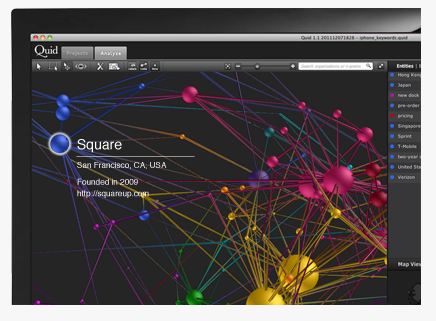 Quid 1.1 201112071828 – iphone_keywords.quid
Quid
Projects
Analyze
Search organizations or n-grams
Entities
Hong Kong
Japan
new dock
pre-order
pricing
Singapore
Sprint
T-Mobile
two-year
United Sta
Verizon
Square
San Francisco, CA, USA
Founded in 2009
http://squareup.com
Map View